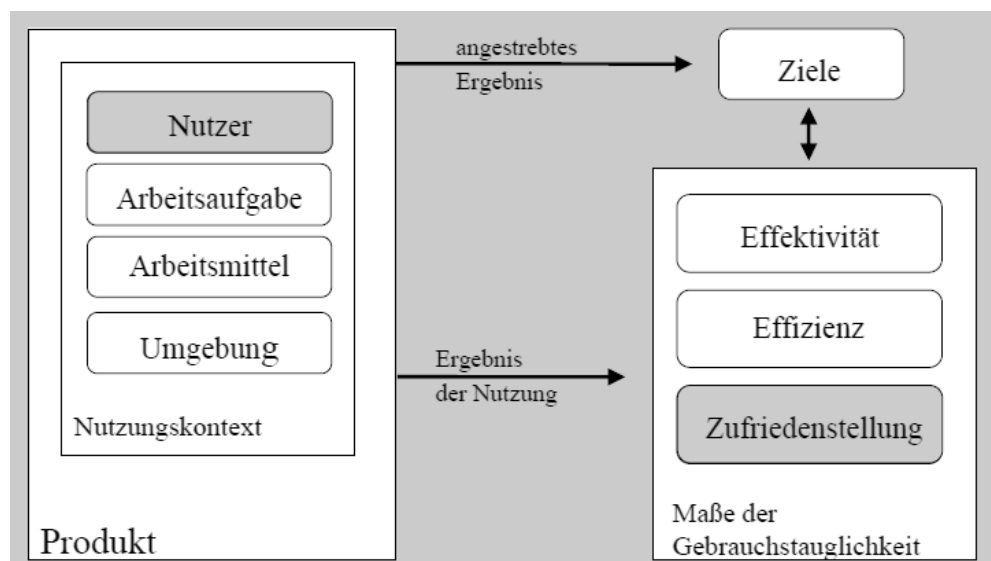 Nutzer
Arbeitsaufgabe
Arbeitsmittel
Umgebung
Nutzungskontext
Produkt
angestrebtes
Ergebnis
Ergebnis
der Nutzung
Ziele
Effektivität
Effizienz
Zufriedenstellung
Maße der
Gebrauchstauglichkeit